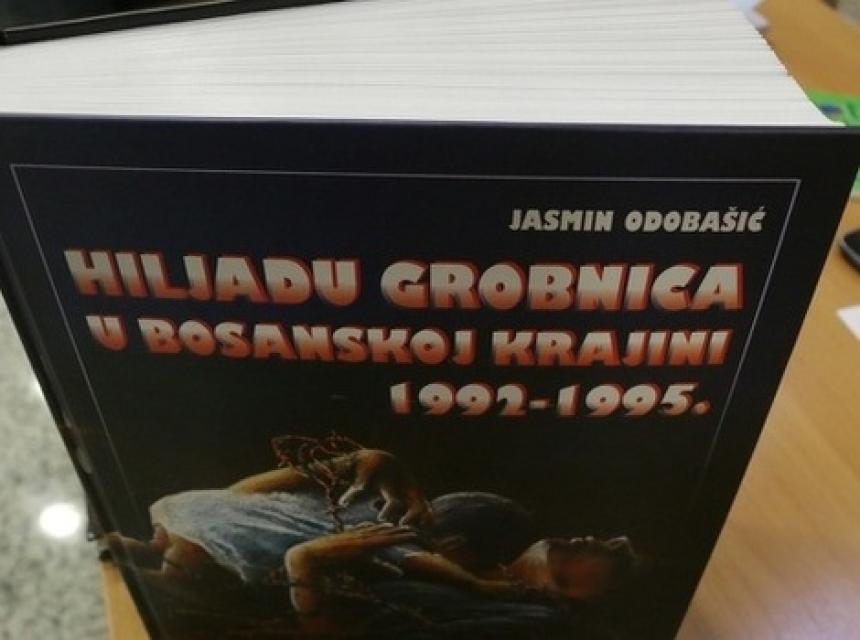 JASMIN ODOBAŠIĆ
HILJADU GROBNICA
U BOSANSKOJ KRAJINI
1992-1995.